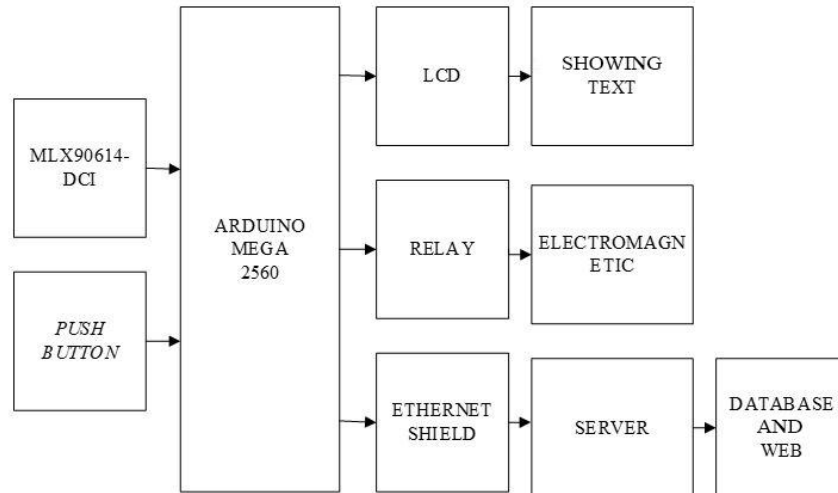 MLX90614-
DCI
PUSH
BUTTON
ARDUINO
MEGA
2560
LCD
SHOWING
TEXT
RELAY
ELECTROMAGN
ETIC
ETHERNET
SHIELD
SERVER
DATABASE
AND
WEB